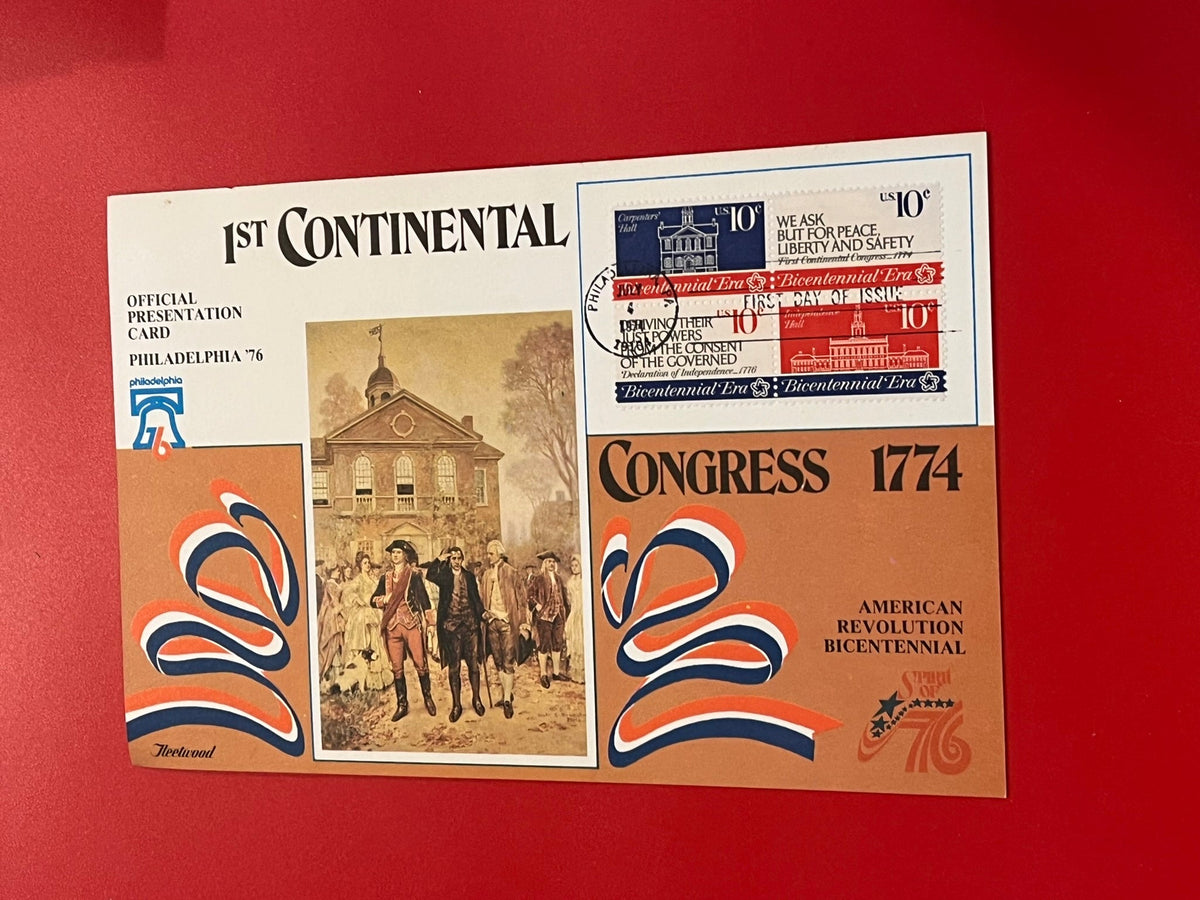 1ST CONTINENTAL
OFFICIAL
PRESENTATION
CARD
PHILADELPHIA '76
philadelphia
76
Carpenters'
Hall
U.S. 10c
U.S. 10c
WE ASK
BUT FOR PEACE,
LIBERTY AND SAFETY
First Continental Congress—1774
Bicentennial Era
Bicentennial Era
JULY
4
FIRST DAY OF ISSUE
U.S. 10c
DERIVING THEIR
JUST POWERS
FROM THE CONSENT
OF THE GOVERNED
Declaration of Independence—1776
Independence
Hall
10c
Bicentennial Era
Bicentennial Era
CONGRESS 1774
AMERICAN
REVOLUTION
BICENTENNIAL
SPIRIT
OF
76
Fleetwood